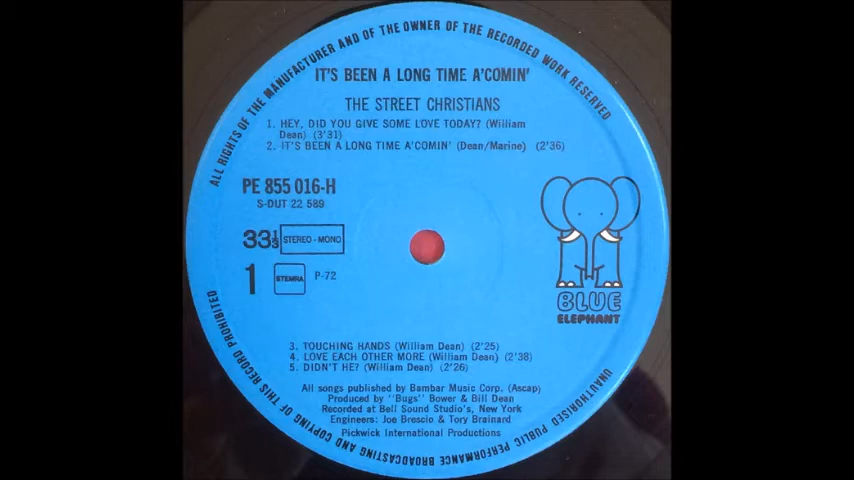 ALL RIGHTS OF THE MANUFACTURER AND OF THE OWNER OF THE RECORDED WORK RESERVED
IT'S BEEN A LONG TIME A'COMIN'
THE STREET CHRISTIANS
1. HEY, DID YOU GIVE SOME LOVE TODAY? (William
Dean) (3'31)
2. IT'S BEEN A LONG TIME A'COMIN' (Dean/Marine) (2'36)
PE 855 016-H
S-DUT 22 589
33⅓ STEREO - MONO
1 STEMRA P-72
BLUE
ELEPHANT
3. TOUCHING HANDS (William Dean) (2'25)
4. LOVE EACH OTHER MORE (William Dean) (2'38)
5. DIDN'T HE? (William Dean) (2'26)
All songs published by Bambar Music Corp. (Ascap)
Produced by "Bugs" Bower & Bill Dean
Recorded at Bell Sound Studio's, New York
Engineers: Joe Brescio & Tory Brainard
Pickwick International Productions
UNAUTHORISED PUBLIC PERFORMANCE BROADCASTING AND COPYING OF THIS RECORD PROHIBITED